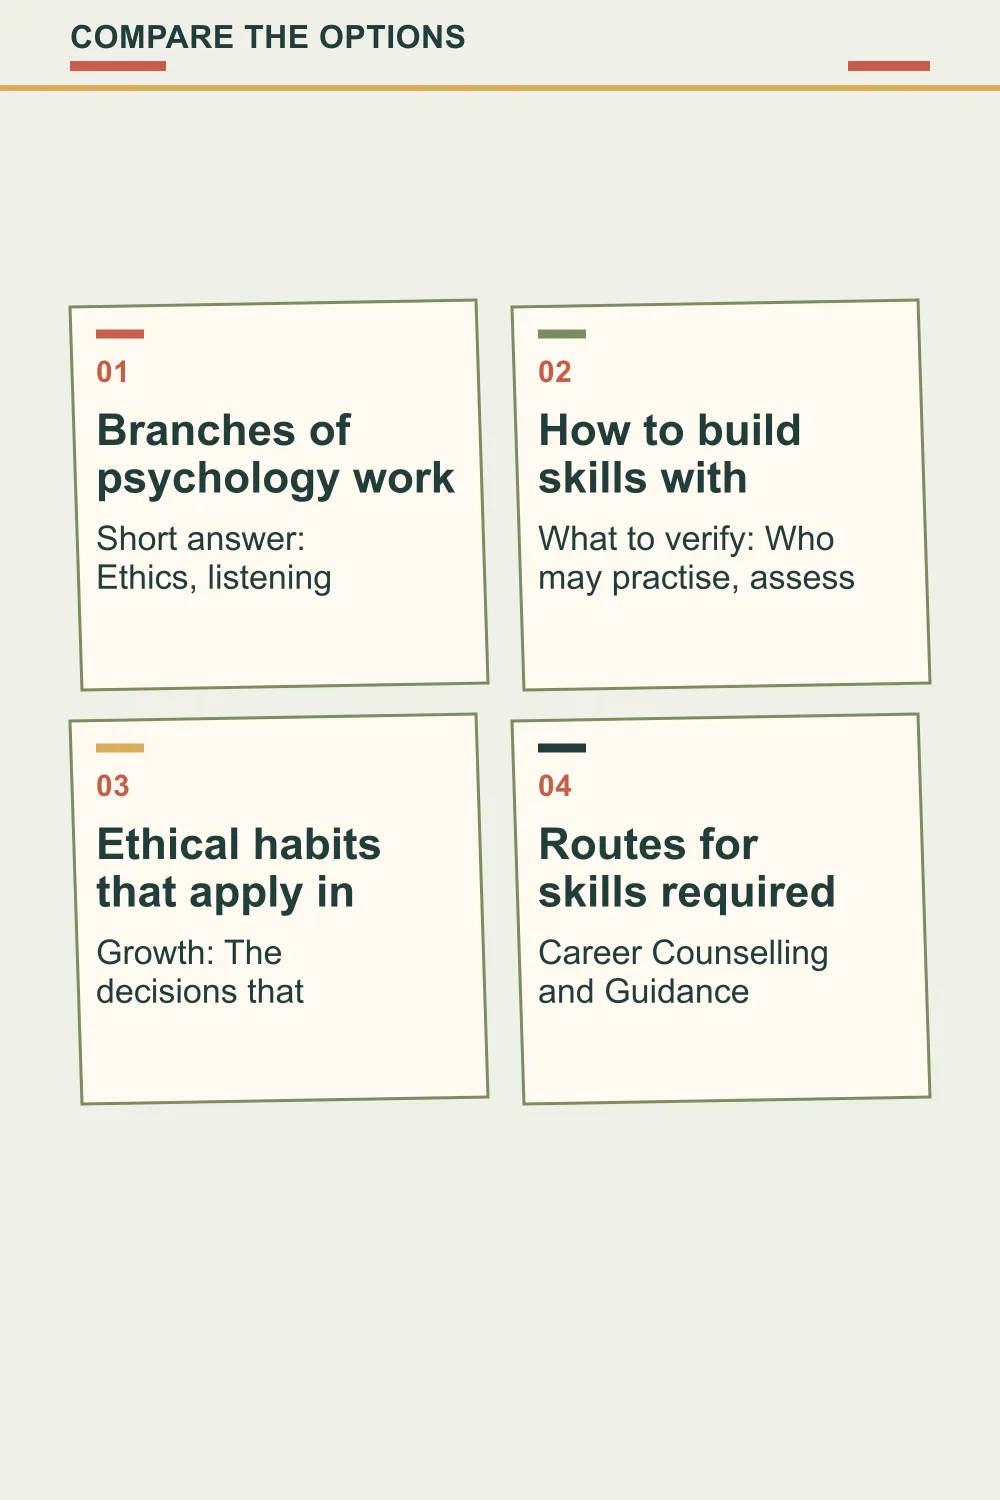 COMPARE THE OPTIONS
01
Branches of
psychology work
Short answer:
Ethics, listening
02
How to build
skills with
What to verify: Who
may practise, assess
03
Ethical habits
that apply in
Growth: The
decisions that
04
Routes for
skills required
Career Counselling
and Guidance